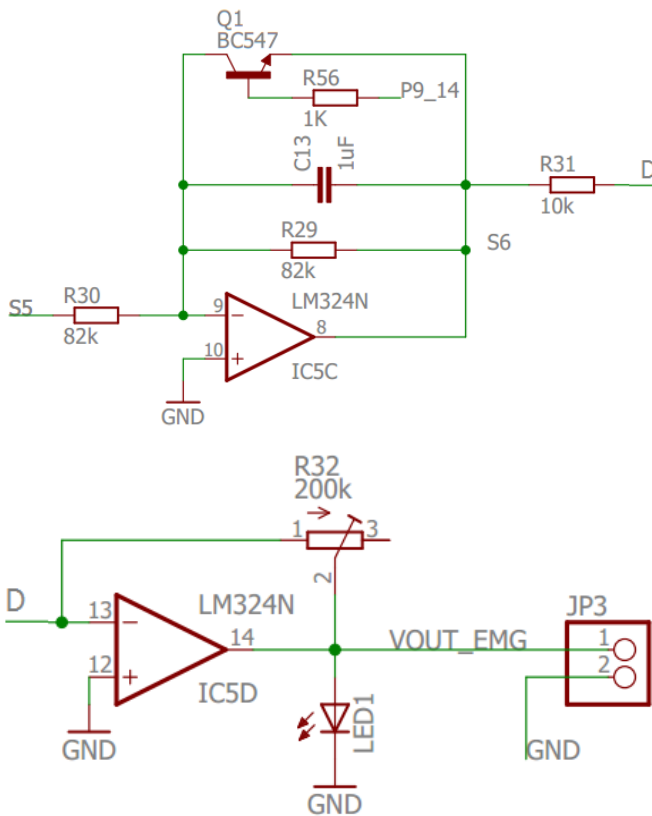 Q1
BC547
R56
1K
P9_14
C13
1uF
R31
10k
D
R29
82k
S6
S5
R30
82k
LM324N
9
-
8
10
+
IC5C
GND
R32
200k
1
3
2
D
13
-
LM324N
14
12
+
IC5D
VOUT_EMG
JP3
1
2
LED1
GND
GND
GND